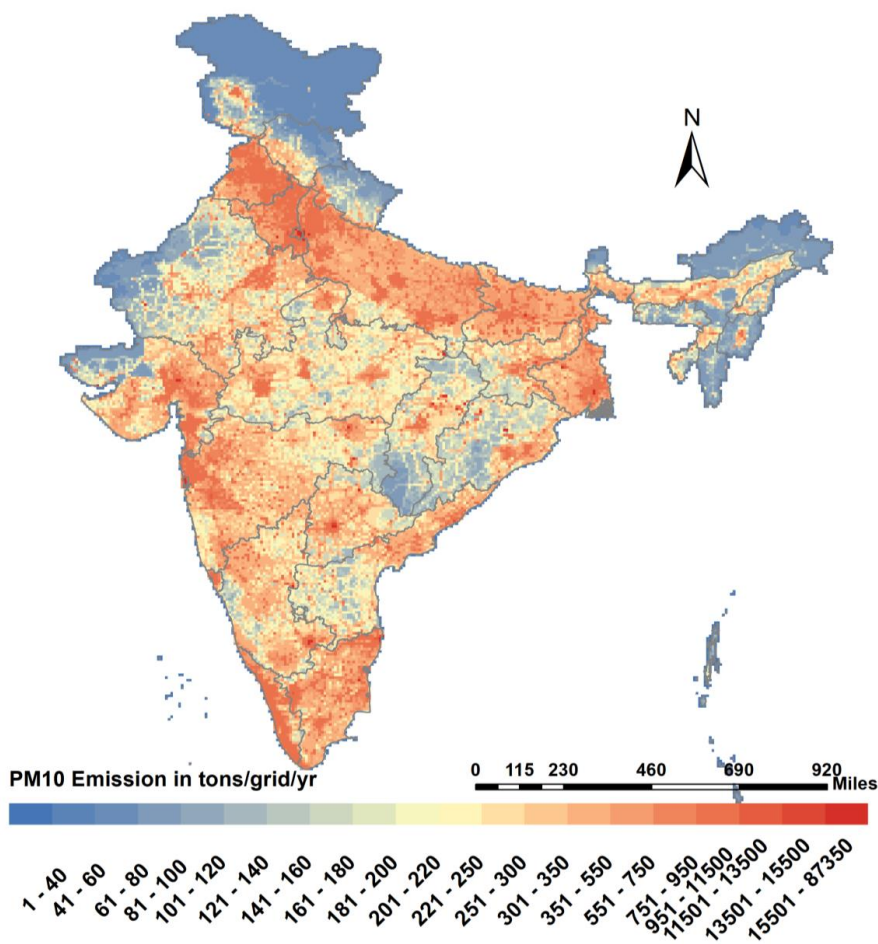 N
0 115 230 460 690 920
Miles
PM10 Emission in tons/grid/yr
1 - 40
41 - 60
61 - 80
81 - 100
101 - 120
121 - 140
141 - 160
161 - 180
181 - 200
201 - 220
221 - 250
251 - 300
301 - 350
351 - 550
551 - 750
751 - 950
951 - 11500
11501 - 13500
13501 - 15500
15501 - 87350